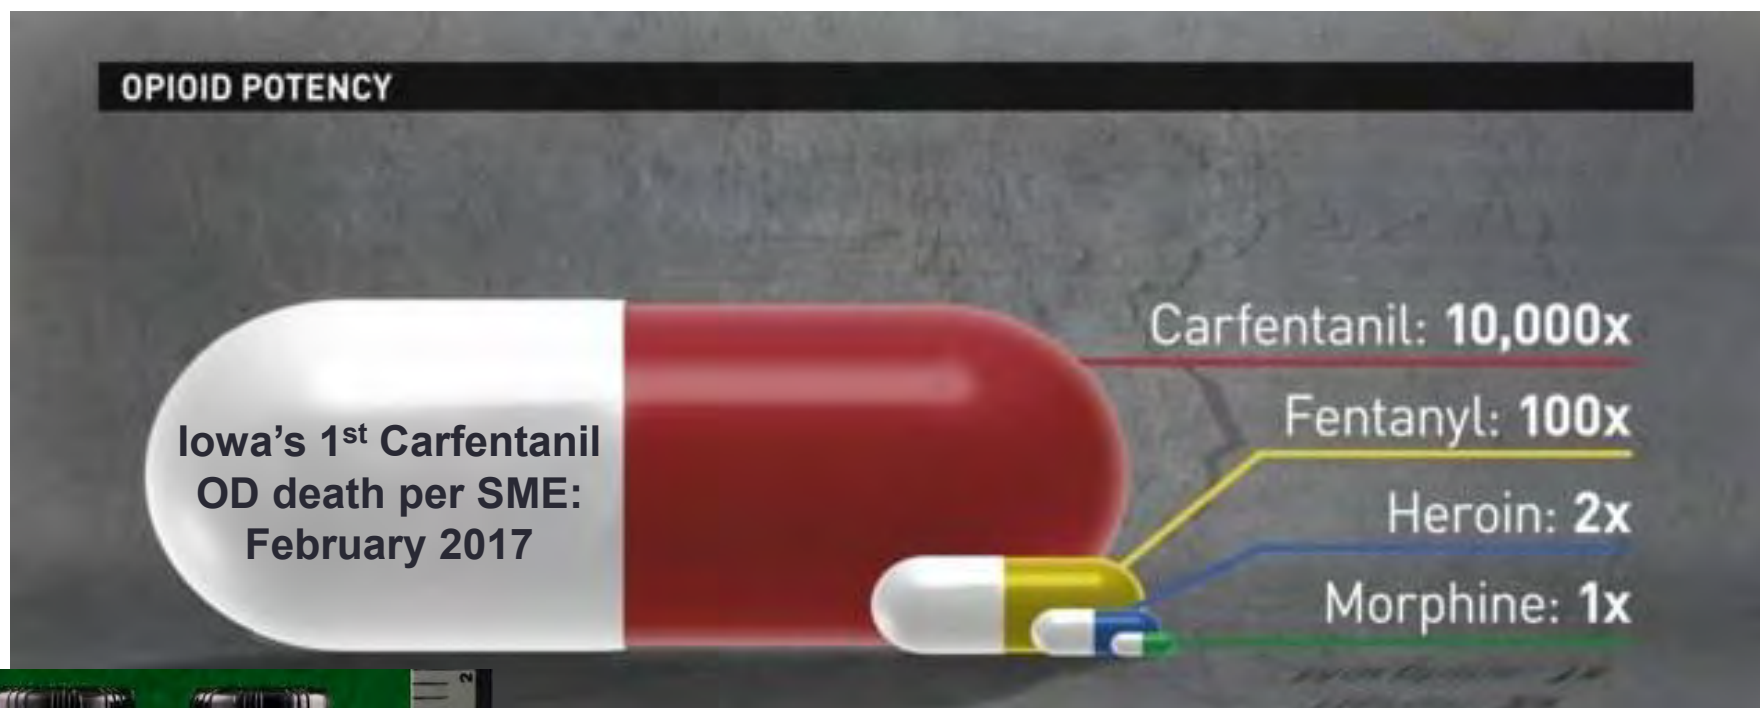 OPIOID POTENCY
Carfentanil: 10,000x
Fentanyl: 100x
Heroin: 2x
Morphine: 1x
Iowa's 1st Carfentanil
OD death per SME:
February 2017
2